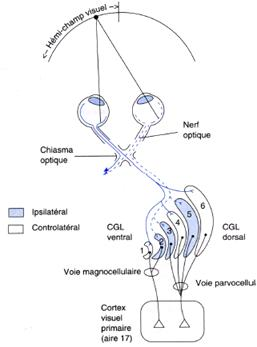 <-- Hémi-champ visuel -->
Nerf
optique
Chiasma
optique
Ipsilatéral
Controlatéral
CGL
ventral
1
2
3
4
5
6
CGL
dorsal
Voie magnocellulaire
Voie parvocellul
Cortex
visuel
primaire
(aire 17)